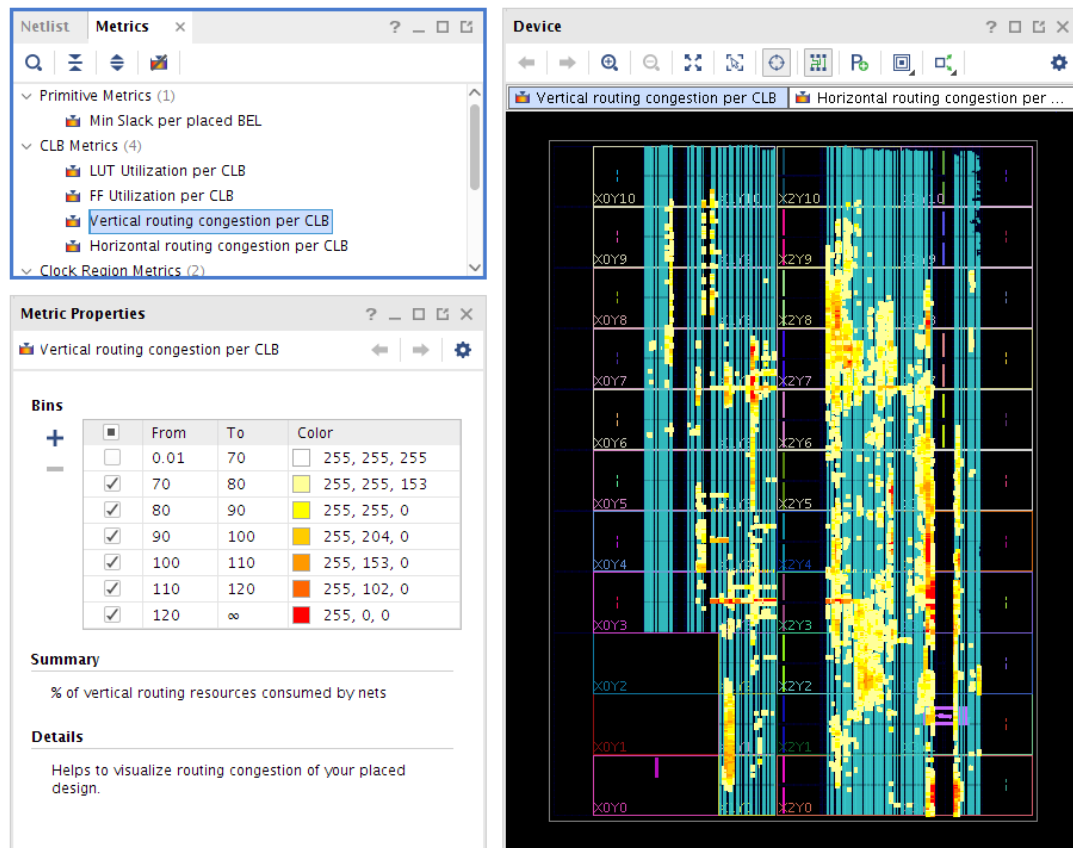 Netlist Metrics
Primitive Metrics (1)
Min Slack per placed BEL
CLB Metrics (4)
LUT Utilization per CLB
FF Utilization per CLB
Vertical routing congestion per CLB
Horizontal routing congestion per CLB
Clock Region Metrics (2)
Metric Properties
Vertical routing congestion per CLB
Bins
From To Color
0.01 70 255, 255, 255
70 80 255, 255, 153
80 90 255, 255, 0
90 100 255, 204, 0
100 110 255, 153, 0
110 120 255, 102, 0
120 ∞ 255, 0, 0
Summary
% of vertical routing resources consumed by nets
Details
Helps to visualize routing congestion of your placed
design.
Device
Vertical routing congestion per CLB Horizontal routing congestion per ...
X0Y10 X2Y10
X0Y9 X2Y9
X0Y8 X2Y8
X0Y7 X2Y7
X0Y6 X2Y6
X0Y5 X2Y5
X0Y4 X2Y4
X0Y3 X2Y3
X0Y2 X2Y2
X0Y1 X2Y1
X0Y0 X2Y0